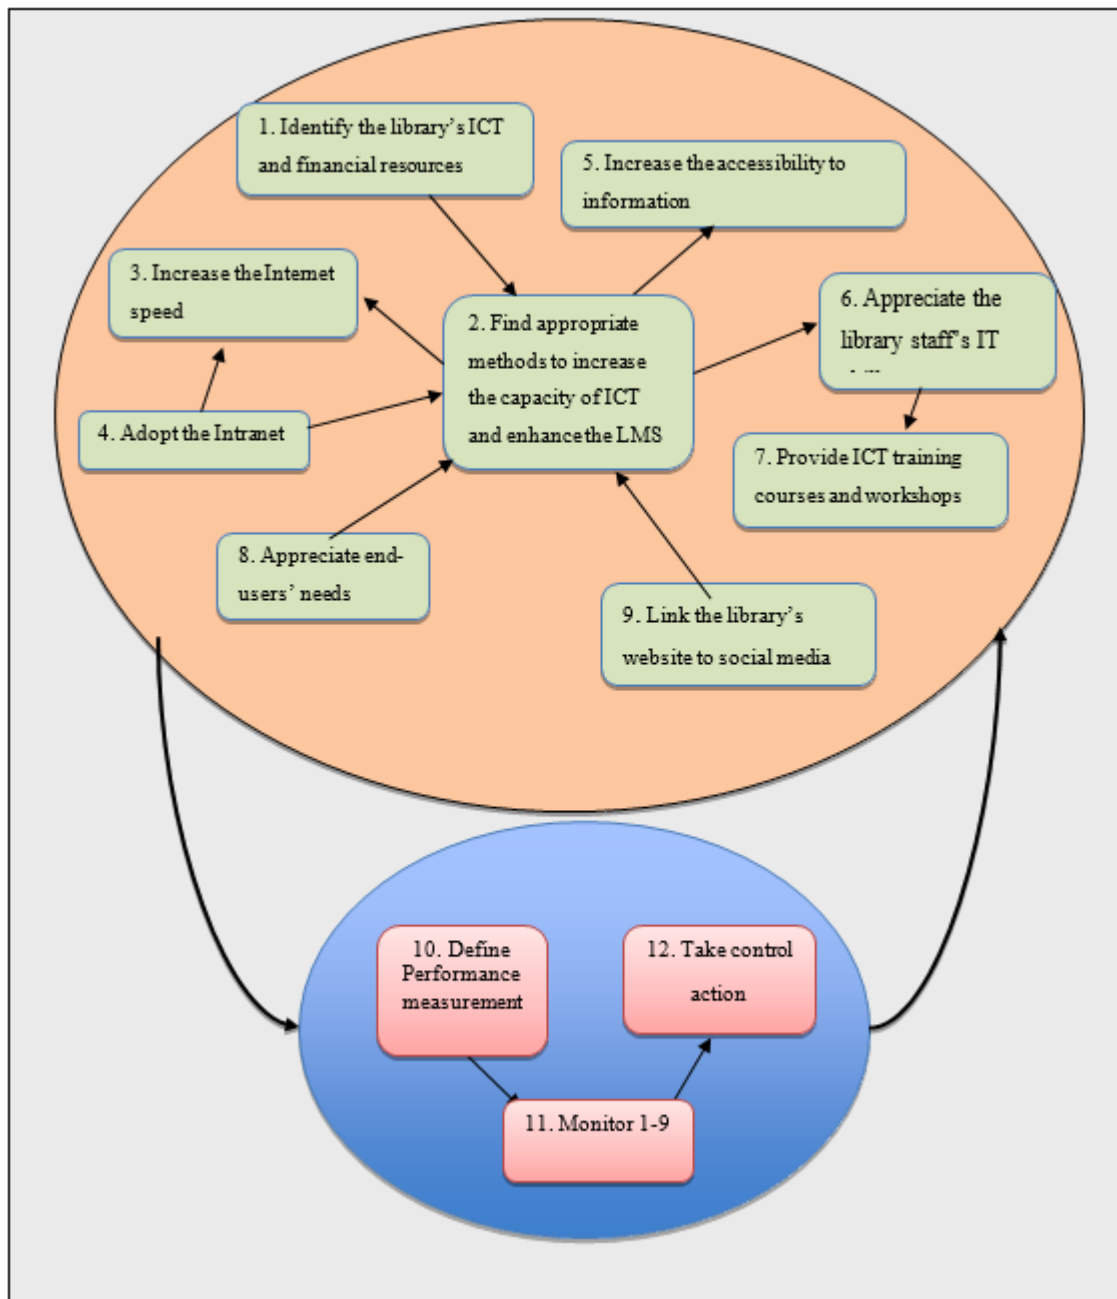 1. Identify the library’s ICT
and financial resources
5. Increase the accessibility to
information
3. Increase the Internet
speed
2. Find appropriate
methods to increase
the capacity of ICT
and enhance the LMS
6. Appreciate the
library staff’s IT
4. Adopt the Intranet
7. Provide ICT training
courses and workshops
8. Appreciate end-
users’ needs
9. Link the library’s
website to social media
10. Define
Performance
measurement
12. Take control
action
11. Monitor 1-9